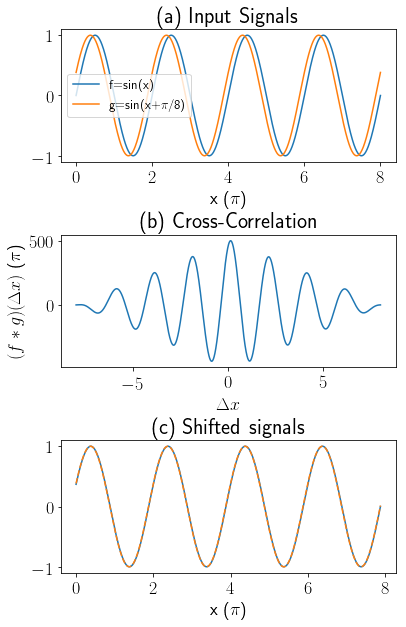 (a) Input Signals
1
0
−1
f=sin(x)
g=sin(x+π/8)
0 2 4 6 8
x (π)
(b) Cross-Correlation
500
0
(f * g)(Δx) (π)
−5 0 5
Δx
(c) Shifted signals
1
0
−1
0 2 4 6 8
x (π)